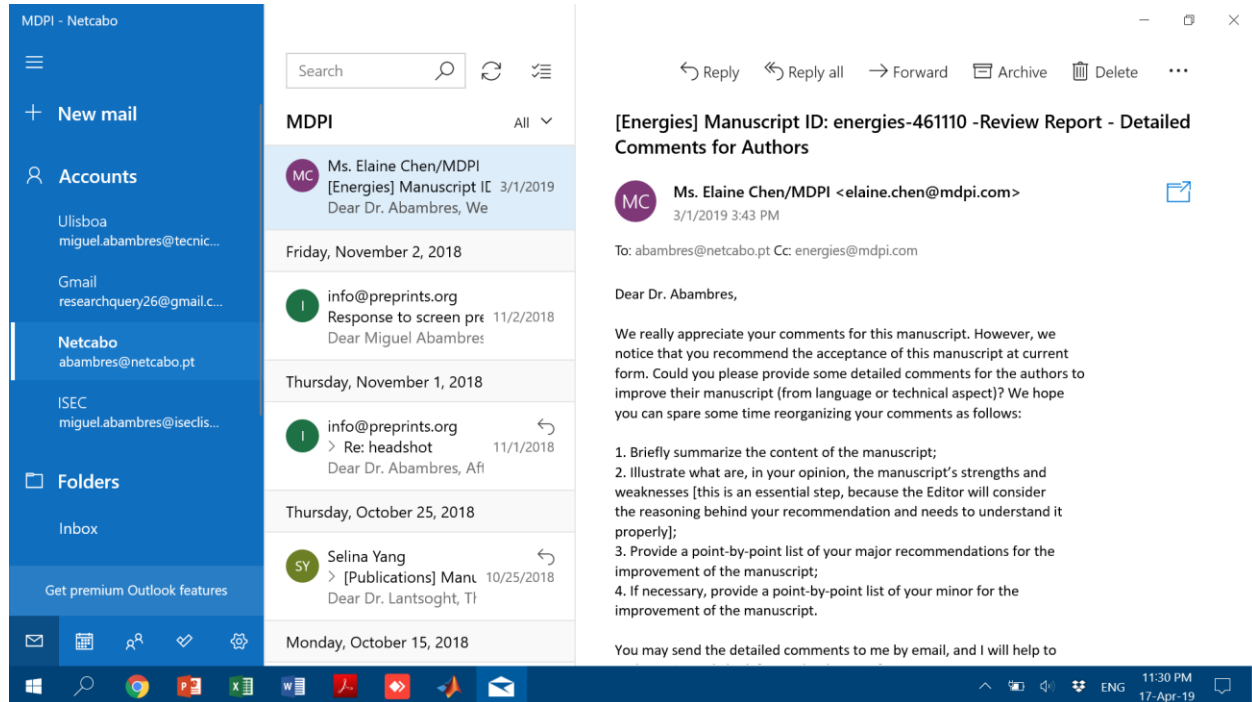 MDPI - Netcabo
New mail
Accounts
Ulisboa
miguel.abambres@tecnic...
Gmail
researchquery26@gmail.c...
Netcabo
abambres@netcabo.pt
ISEC
miguel.abambres@iseclis...
Folders
Inbox
Get premium Outlook features
Search
MDPI All
MC
Ms. Elaine Chen/MDPI
[Energies] Manuscript IE 3/1/2019
Dear Dr. Abambres, We
Friday, November 2, 2018
I
info@preprints.org
Response to screen pre 11/2/2018
Dear Miguel Abambres
Thursday, November 1, 2018
I
info@preprints.org
> Re: headshot 11/1/2018
Dear Dr. Abambres, Aft
Thursday, October 25, 2018
SY
Selina Yang
> [Publications] Manu 10/25/2018
Dear Dr. Lantsoght, Th
Monday, October 15, 2018
Reply Reply all Forward Archive Delete
[Energies] Manuscript ID: energies-461110 -Review Report - Detailed
Comments for Authors
MC
Ms. Elaine Chen/MDPI <elaine.chen@mdpi.com>
3/1/2019 3:43 PM
To: abambres@netcabo.pt Cc: energies@mdpi.com
Dear Dr. Abambres,
We really appreciate your comments for this manuscript. However, we
notice that you recommend the acceptance of this manuscript at current
form. Could you please provide some detailed comments for the authors to
improve their manuscript (from language or technical aspect)? We hope
you can spare some time reorganizing your comments as follows:
1. Briefly summarize the content of the manuscript;
2. Illustrate what are, in your opinion, the manuscript's strengths and
weaknesses [this is an essential step, because the Editor will consider
the reasoning behind your recommendation and needs to understand it
properly];
3. Provide a point-by-point list of your major recommendations for the
improvement of the manuscript;
4. If necessary, provide a point-by-point list of your minor for the
improvement of the manuscript.
You may send the detailed comments to me by email, and I will help to
ENG
11:30 PM
17-Apr-19